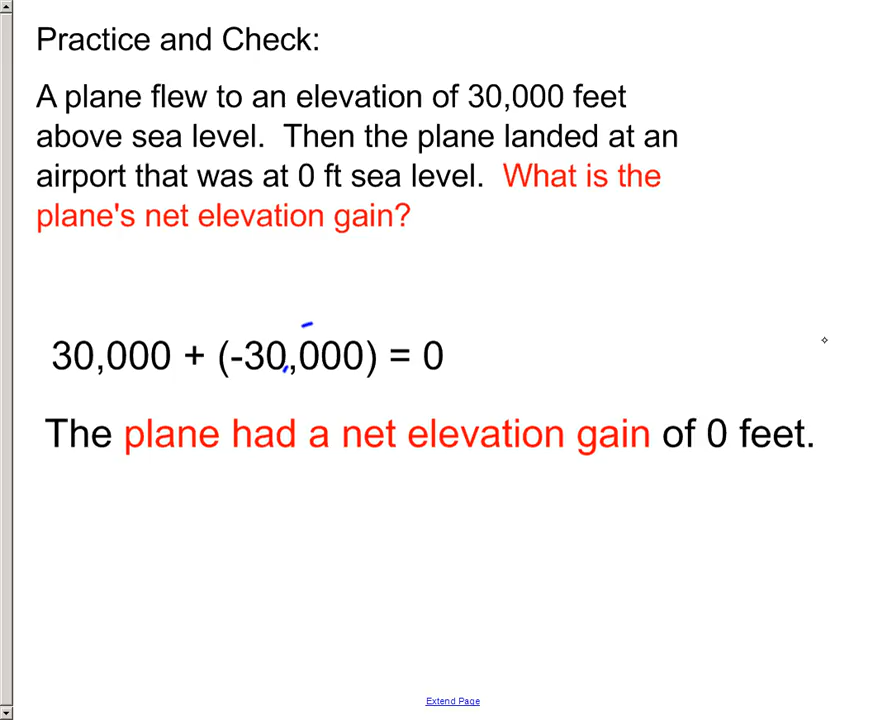 Practice and Check:
A plane flew to an elevation of 30,000 feet
above sea level.  Then the plane landed at an
airport that was at 0 ft sea level.  What is the
plane's net elevation gain?
30,000 + (-30,000) = 0
The plane had a net elevation gain of 0 feet.
Extend Page